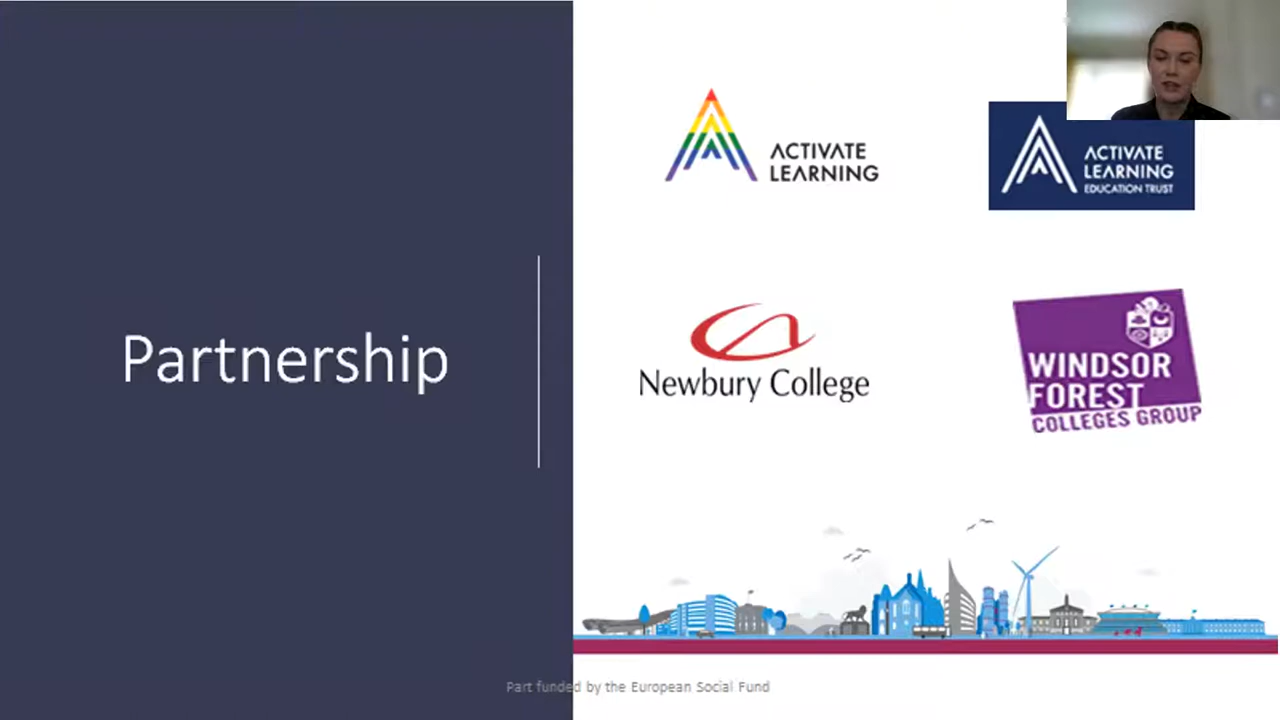 Partnership
ACTIVATE
LEARNING
ACTIVATE
LEARNING
EDUCATION TRUST
Newbury College
WINDSOR
FOREST
COLLEGES GROUP
Part funded by the European Social Fund